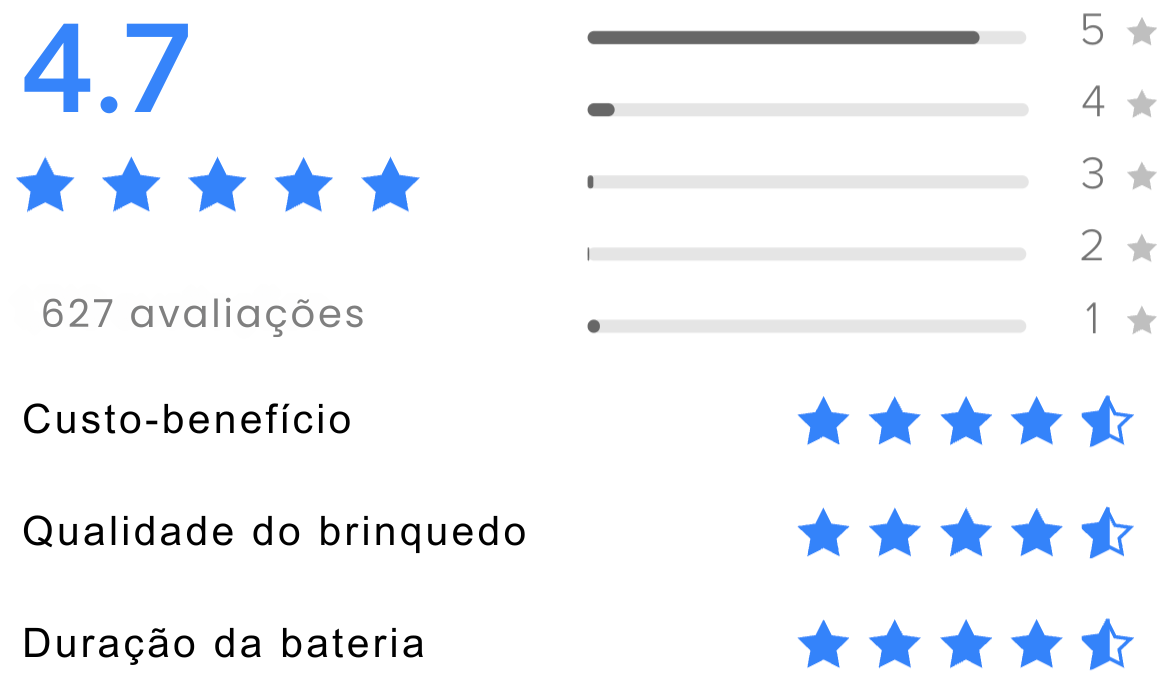 4.7
627 avaliações
5
4
3
2
1
Custo-benefício
Qualidade do brinquedo
Duração da bateria